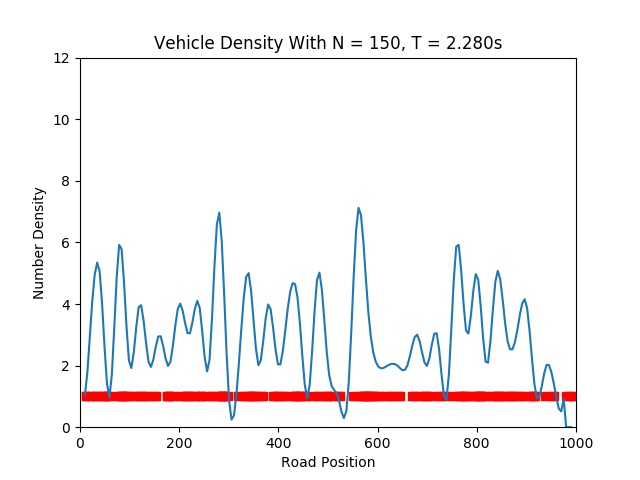 Vehicle Density With N = 150, T = 2.280s
12
10
8
6
4
2
0
Number Density
0 200 400 600 800 1000
Road Position